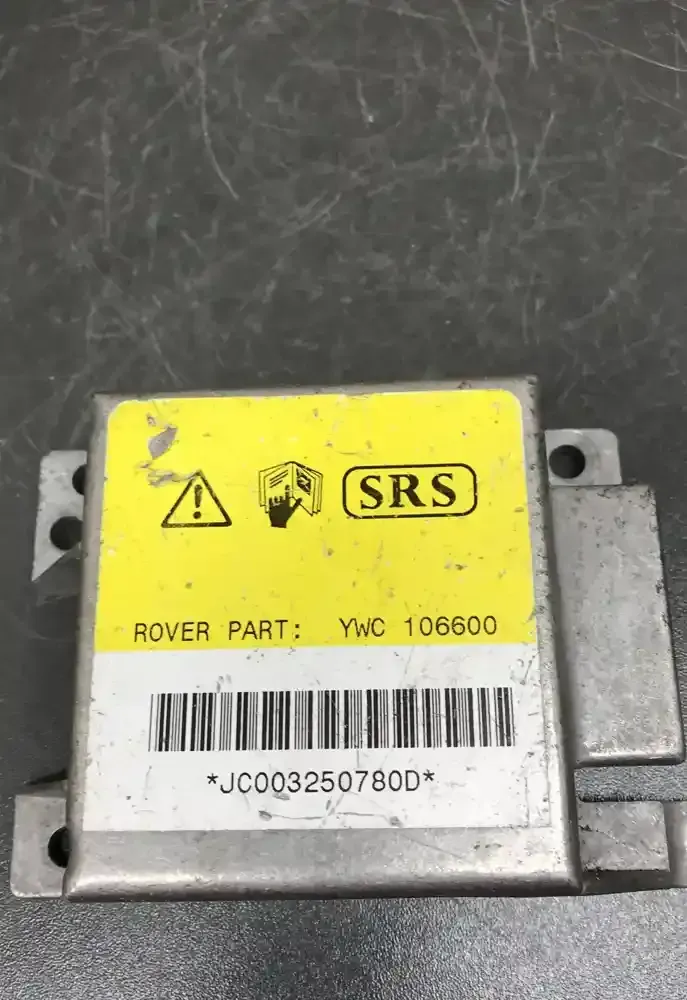 SRS
ROVER PART: YWC 106600
*JC003250780D*